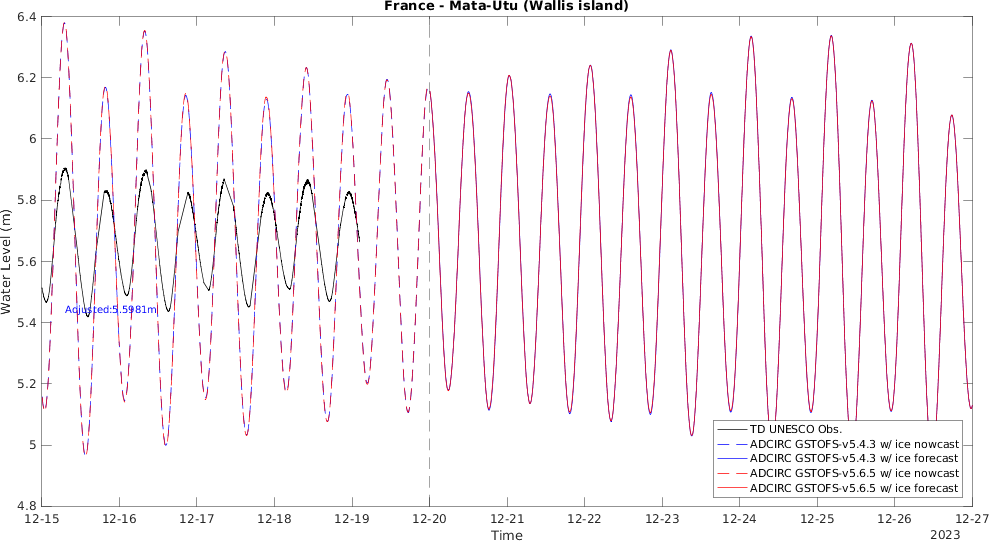 France - Mata-Utu (Wallis island)
6.4
6.2
6
5.8
5.6
5.4
5.2
5
4.8
Water Level (m)
Adjusted:5.5981m
TD UNESCO Obs.
ADCIRC GSTOFS-v5.4.3 w/ ice nowcast
ADCIRC GSTOFS-v5.4.3 w/ ice forecast
ADCIRC GSTOFS-v5.6.5 w/ ice nowcast
ADCIRC GSTOFS-v5.6.5 w/ ice forecast
12-15 12-16 12-17 12-18 12-19 12-20 12-21 12-22 12-23 12-24 12-25 12-26 12-27
Time 2023